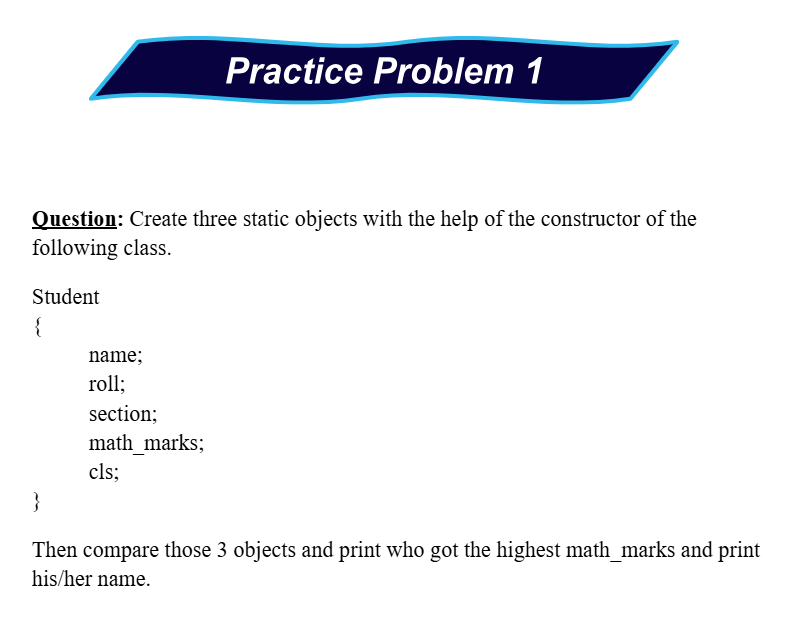 Practice Problem 1
Question: Create three static objects with the help of the constructor of the
following class.
Student
{
name;
roll;
section;
math_marks;
cls;
}
Then compare those 3 objects and print who got the highest math_marks and print
his/her name.